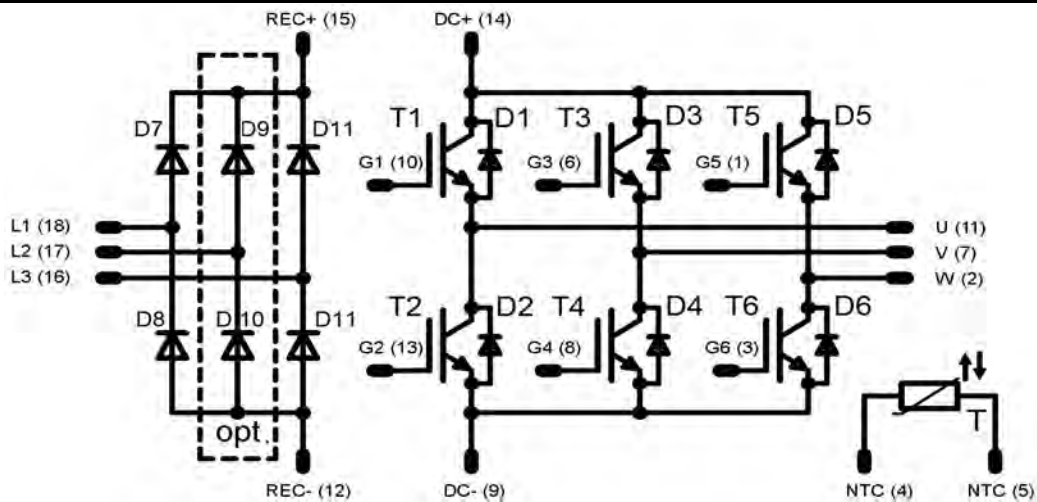 REC+ (15) DC+ (14)
D7 D9 D11 T1 D1 T3 D3 T5 D5
G1 (10) G3 (6) G5 (1)
L1 (18) U (11)
L2 (17) V (7)
L3 (16) W (2)
D8 D10 D11 T2 D2 T4 D4 T6 D6
G2 (13) G4 (8) G6 (3)
opt. T
REC- (12) DC- (9) NTC (4) NTC (5)